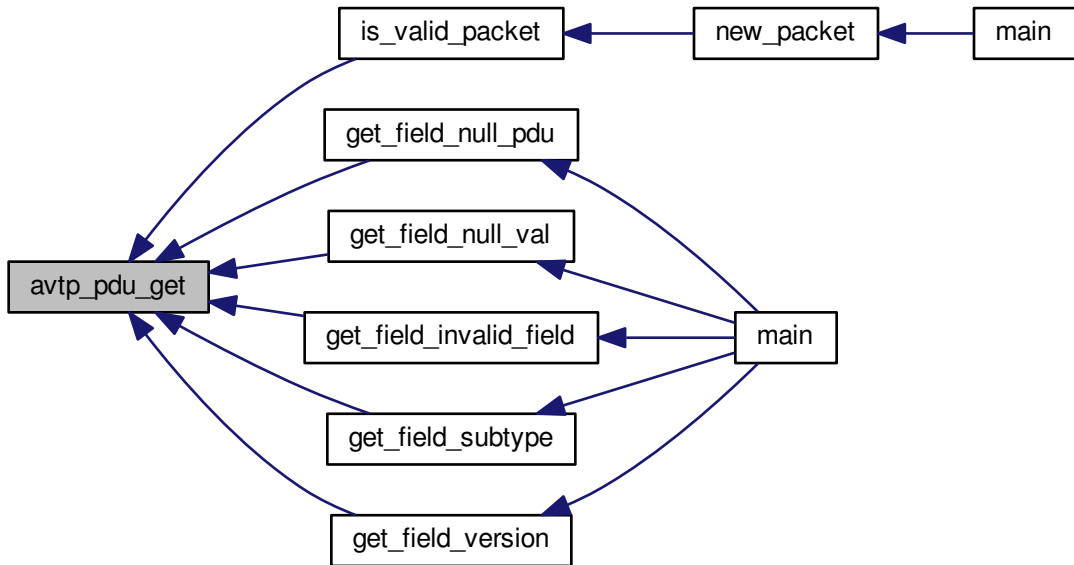 is_valid_packet
new_packet
main
get_field_null_pdu
get_field_null_val
avtp_pdu_get
get_field_invalid_field
main
get_field_subtype
get_field_version